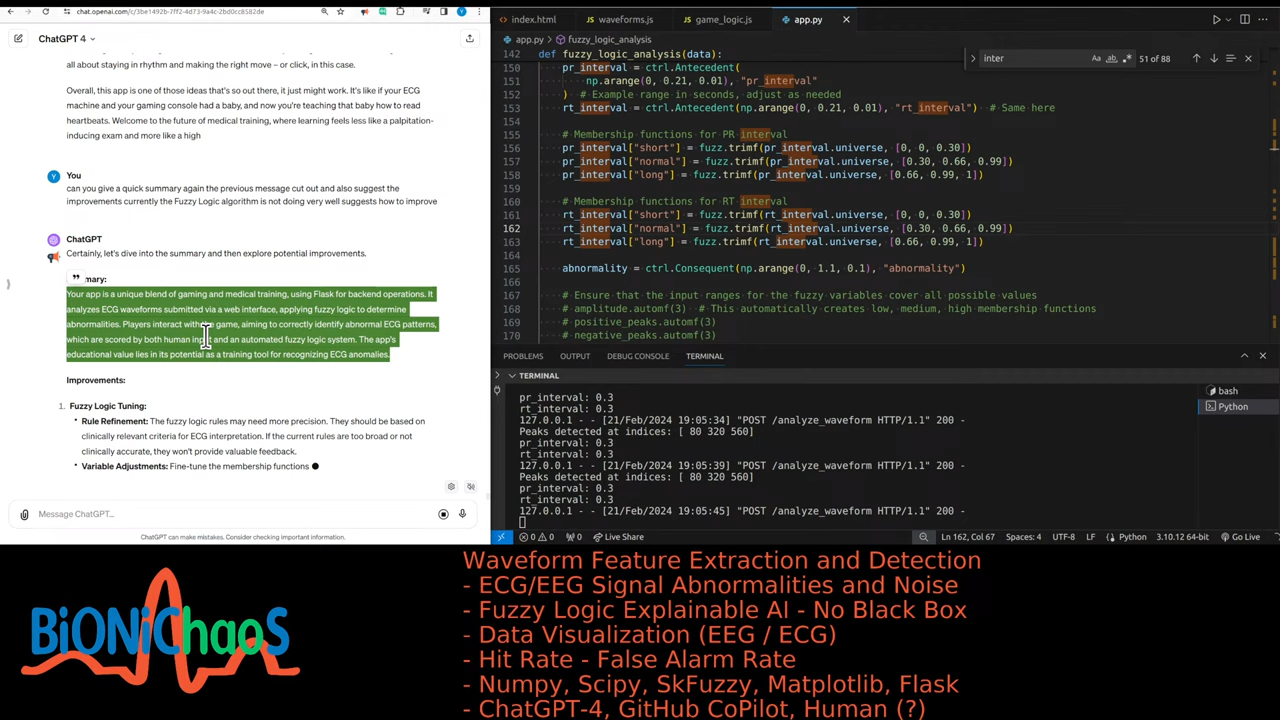 chat.openai.com/c/3be1492b-7ff2-4d73-9a4c-2bd0cc8582de
ChatGPT 4
all about staying in rhythm and making the right move – or click, in this case.
Overall, this app is one of those ideas that's so out there, it just might work. It's like if your ECG
machine and your gaming console had a baby, and now you're teaching that baby how to read
heartbeats. Welcome to the future of medical training, where learning feels less like a palpitation-
inducing exam and more like a high
You
can you give a quick summary again the previous message cut out and also suggest the
improvements currently the Fuzzy Logic algorithm is not doing very well suggests how to improve
ChatGPT
Certainly, let's dive into the summary and then explore potential improvements.
mary:
Your app is a unique blend of gaming and medical training, using Flask for backend operations. It
analyzes ECG waveforms submitted via a web interface, applying fuzzy logic to determine
abnormalities. Players interact with the game, aiming to correctly identify abnormal ECG patterns,
which are scored by both human input and an automated fuzzy logic system. The app's
educational value lies in its potential as a training tool for recognizing ECG anomalies.
Improvements:
1. Fuzzy Logic Tuning:
• Rule Refinement: The fuzzy logic rules may need more precision. They should be based on
clinically relevant criteria for ECG interpretation. If the current rules are too broad or not
clinically accurate, they won't provide valuable feedback.
• Variable Adjustments: Fine-tune the membership functions
Message ChatGPT...
ChatGPT can make mistakes. Consider checking important information.
index.html
waveforms.js
game_logic.js
app.py
app.py > fuzzy_logic_analysis
inter
Aa
ab
51 of 88
142 def fuzzy_logic_analysis(data):
150 pr_interval = ctrl.Antecedent(
151 np.arange(0, 0.21, 0.01), "pr_interval"
152 ) # Example range in seconds, adjust as needed
153 rt_interval = ctrl.Antecedent(np.arange(0, 0.21, 0.01), "rt_interval") # Same here
154
155 # Membership functions for PR interval
156 pr_interval["short"] = fuzz.trimf(pr_interval.universe, [0, 0, 0.30])
157 pr_interval["normal"] = fuzz.trimf(pr_interval.universe, [0.30, 0.66, 0.99])
158 pr_interval["long"] = fuzz.trimf(pr_interval.universe, [0.66, 0.99, 1])
159
160 # Membership functions for RT interval
161 rt_interval["short"] = fuzz.trimf(rt_interval.universe, [0, 0, 0.30])
162 rt_interval["normal"] = fuzz.trimf(rt_interval.universe, [0.30, 0.66, 0.99])
163 rt_interval["long"] = fuzz.trimf(rt_interval.universe, [0.66, 0.99, 1])
164
165 abnormality = ctrl.Consequent(np.arange(0, 1.1, 0.1), "abnormality")
166
167 # Ensure that the input ranges for the fuzzy variables cover all possible values
168 # amplitude.automf(3) # This automatically creates low, medium, high membership functions
169 # positive_peaks.automf(3)
170 # negative_peaks.automf(3)
PROBLEMS
OUTPUT
DEBUG CONSOLE
TERMINAL
TERMINAL
bash
Python
pr_interval: 0.3
rt_interval: 0.3
127.0.0.1 - - [21/Feb/2024 19:05:34] "POST /analyze_waveform HTTP/1.1" 200 -
Peaks detected at indices: [ 80 320 560]
pr_interval: 0.3
rt_interval: 0.3
127.0.0.1 - - [21/Feb/2024 19:05:39] "POST /analyze_waveform HTTP/1.1" 200 -
Peaks detected at indices: [ 80 320 560]
pr_interval: 0.3
rt_interval: 0.3
127.0.0.1 - - [21/Feb/2024 19:05:45] "POST /analyze_waveform HTTP/1.1" 200 -
0 0 0 Live Share Ln 162, Col 67 Spaces: 4 UTF-8 LF Python 3.10.12 64-bit Go Live
BiONiChaoS
Waveform Feature Extraction and Detection
- ECG/EEG Signal Abnormalities and Noise
- Fuzzy Logic Explainable AI - No Black Box
- Data Visualization (EEG / ECG)
- Hit Rate - False Alarm Rate
- Numpy, Scipy, SkFuzzy, Matplotlib, Flask
- ChatGPT-4, GitHub CoPilot, Human (?)